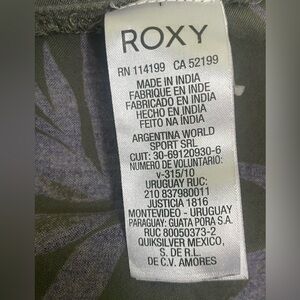 ROXY
RN 114199 CA 52199
MADE IN INDIA
FABRIQUE EN INDE
FABRICADO EN INDIA
HECHO EN INDIA
FEITO NA ÍNDIA
ARGENTINA WORLD
SPORT SRL
CUIT: 30-69120930-6
NUMERO DE VOLUNTARIO:
v-315/10
URUGUAY RUC:
210 837980011
JUSTICIA 1816
MONTEVIDEO - URUGUAY
PARAGUAY: GUATA PORA S.A.
RUC 80050373-2
QUIKSILVER MEXICO,
S. DE R.L.
DE C.V. AMORES